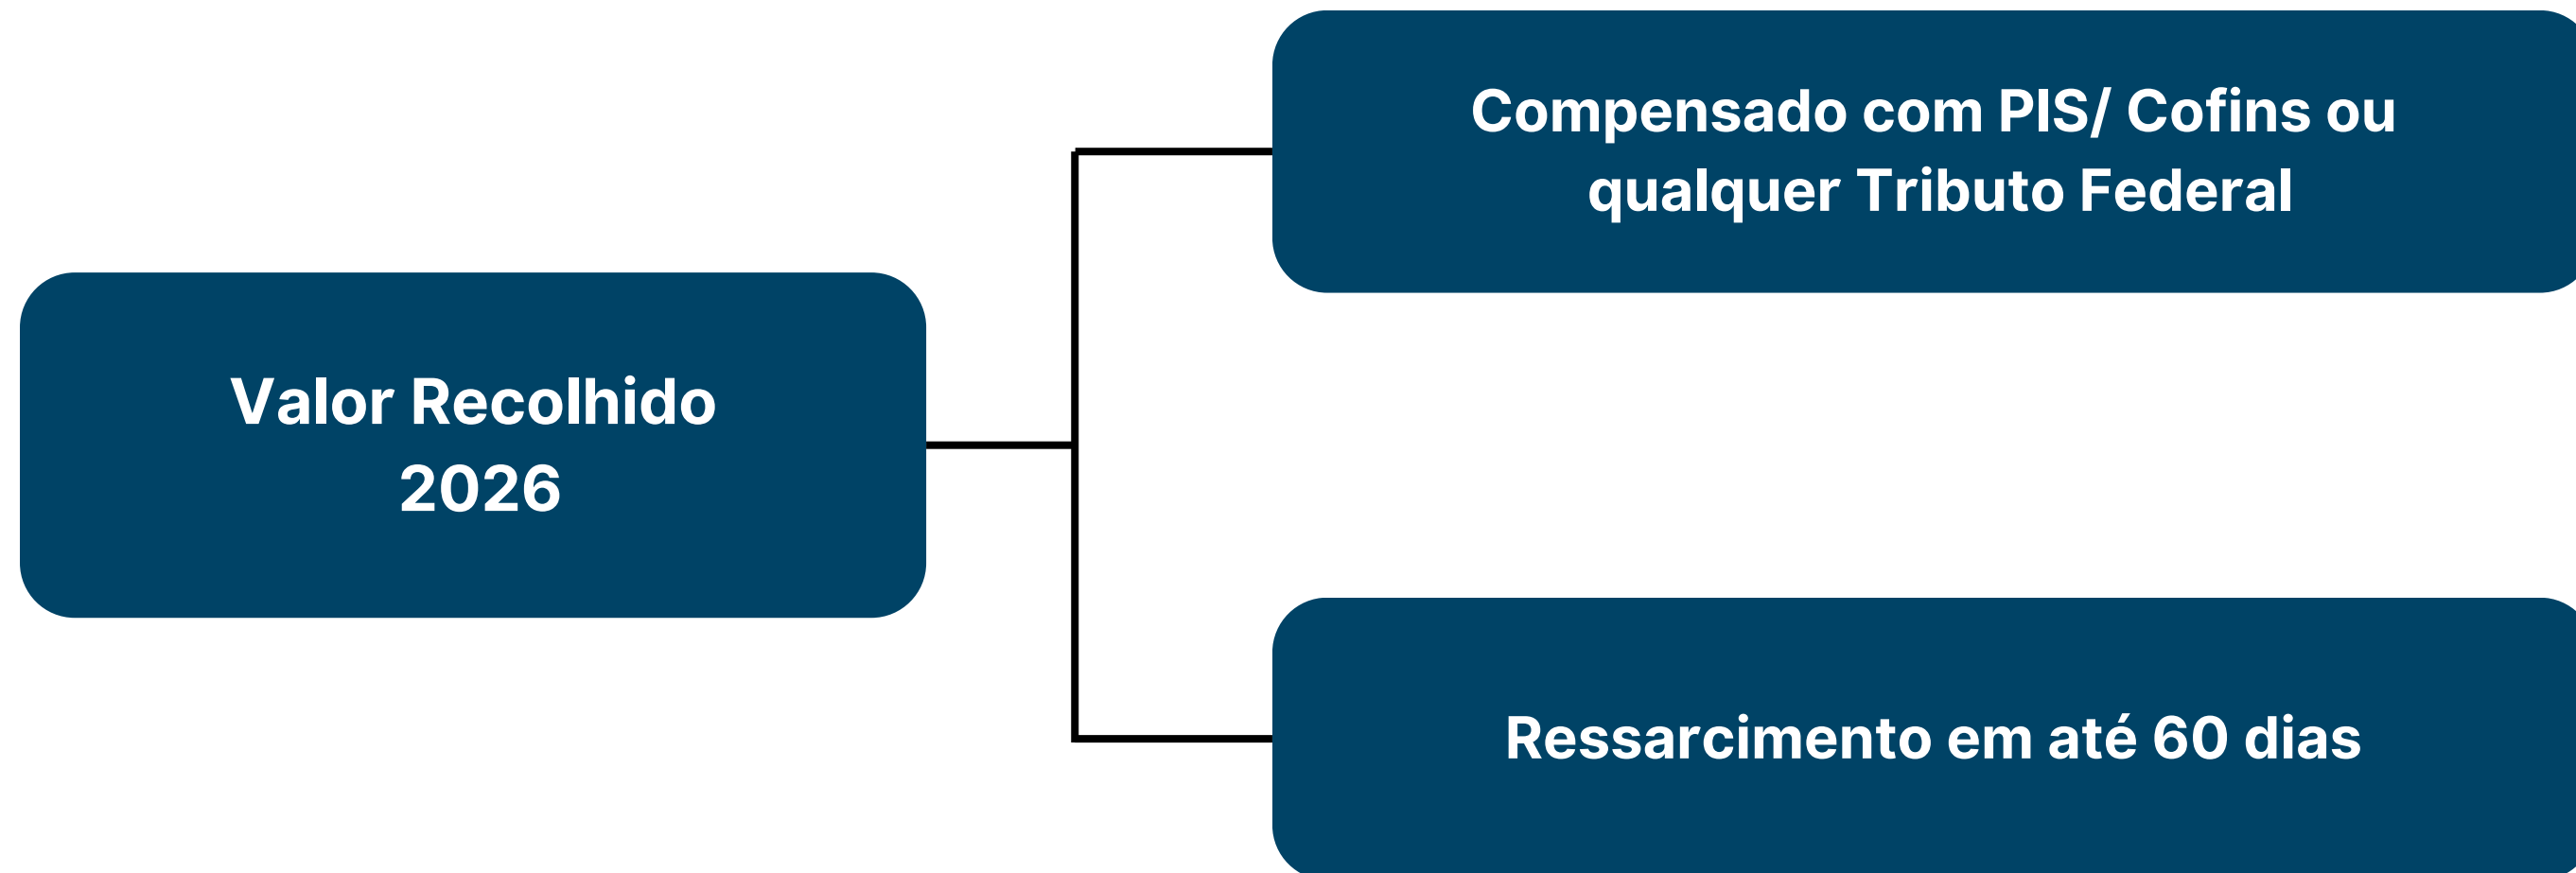 Compensado com PIS/ Cofins ou
qualquer Tributo Federal
Valor Recolhido
2026
Ressarcimento em até 60 dias